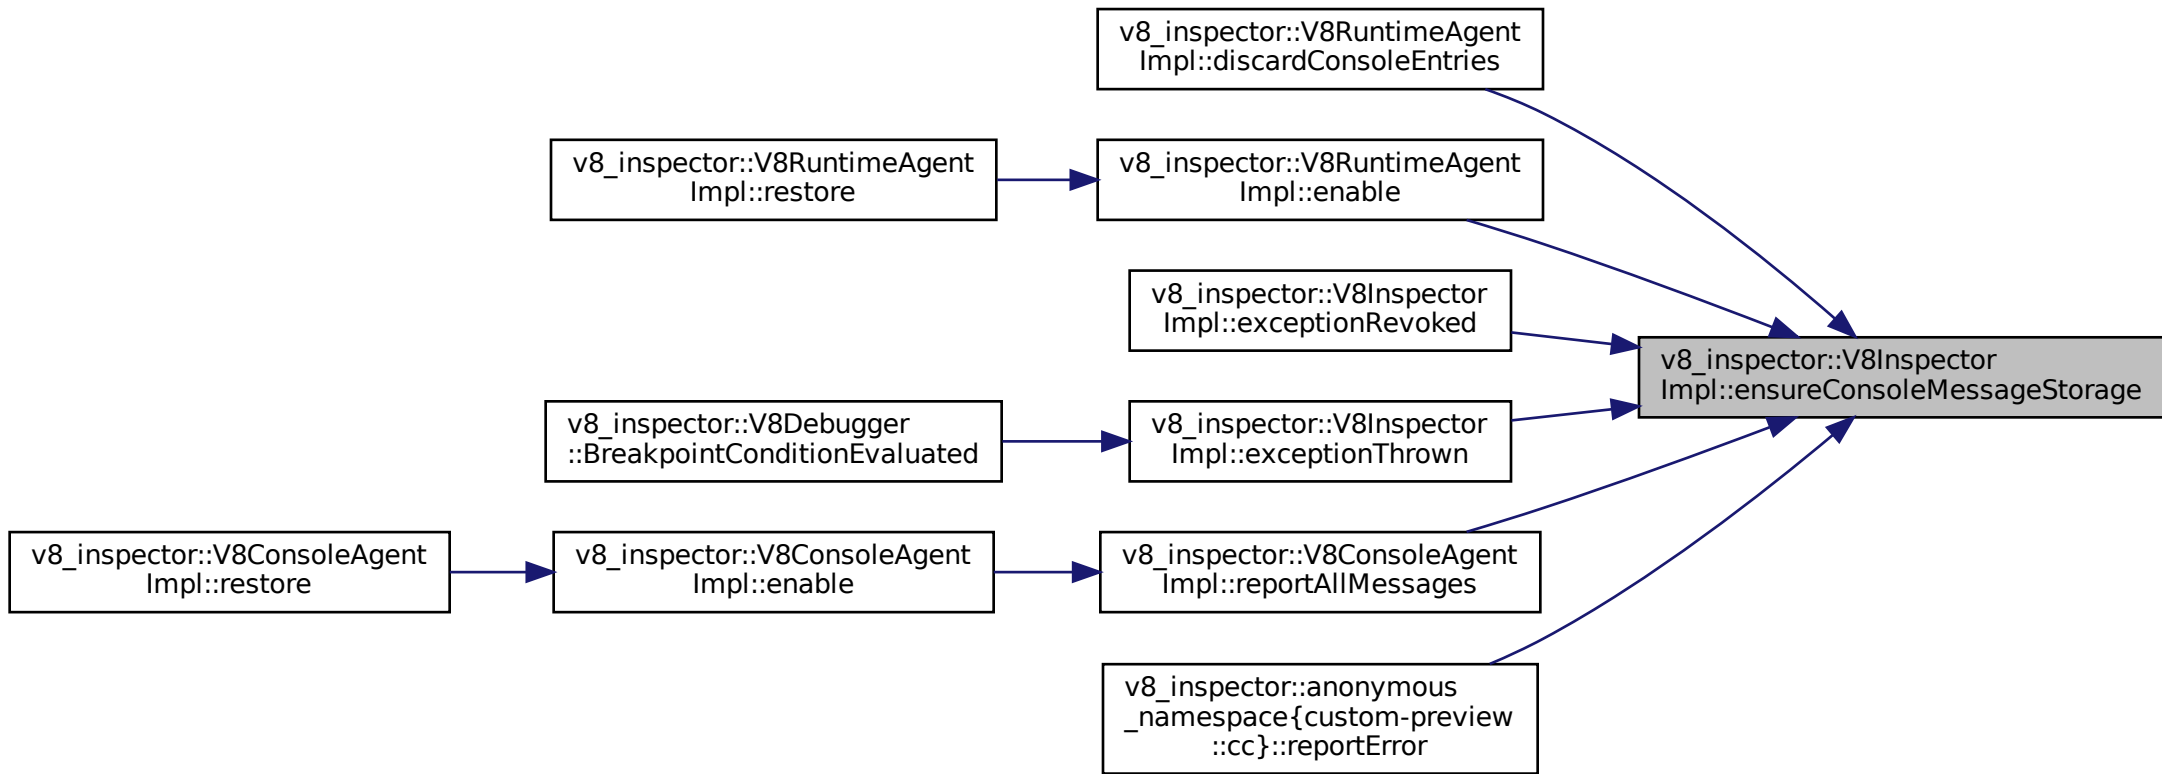 v8_inspector::V8RuntimeAgent
Impl::discardConsoleEntries
v8_inspector::V8RuntimeAgent
Impl::restore
v8_inspector::V8RuntimeAgent
Impl::enable
v8_inspector::V8Inspector
Impl::exceptionRevoked
v8_inspector::V8Inspector
Impl::ensureConsoleMessageStorage
v8_inspector::V8Debugger
::BreakpointConditionEvaluated
v8_inspector::V8Inspector
Impl::exceptionThrown
v8_inspector::V8ConsoleAgent
Impl::restore
v8_inspector::V8ConsoleAgent
Impl::enable
v8_inspector::V8ConsoleAgent
Impl::reportAllMessages
v8_inspector::anonymous
_namespace{custom-preview
::cc}::reportError